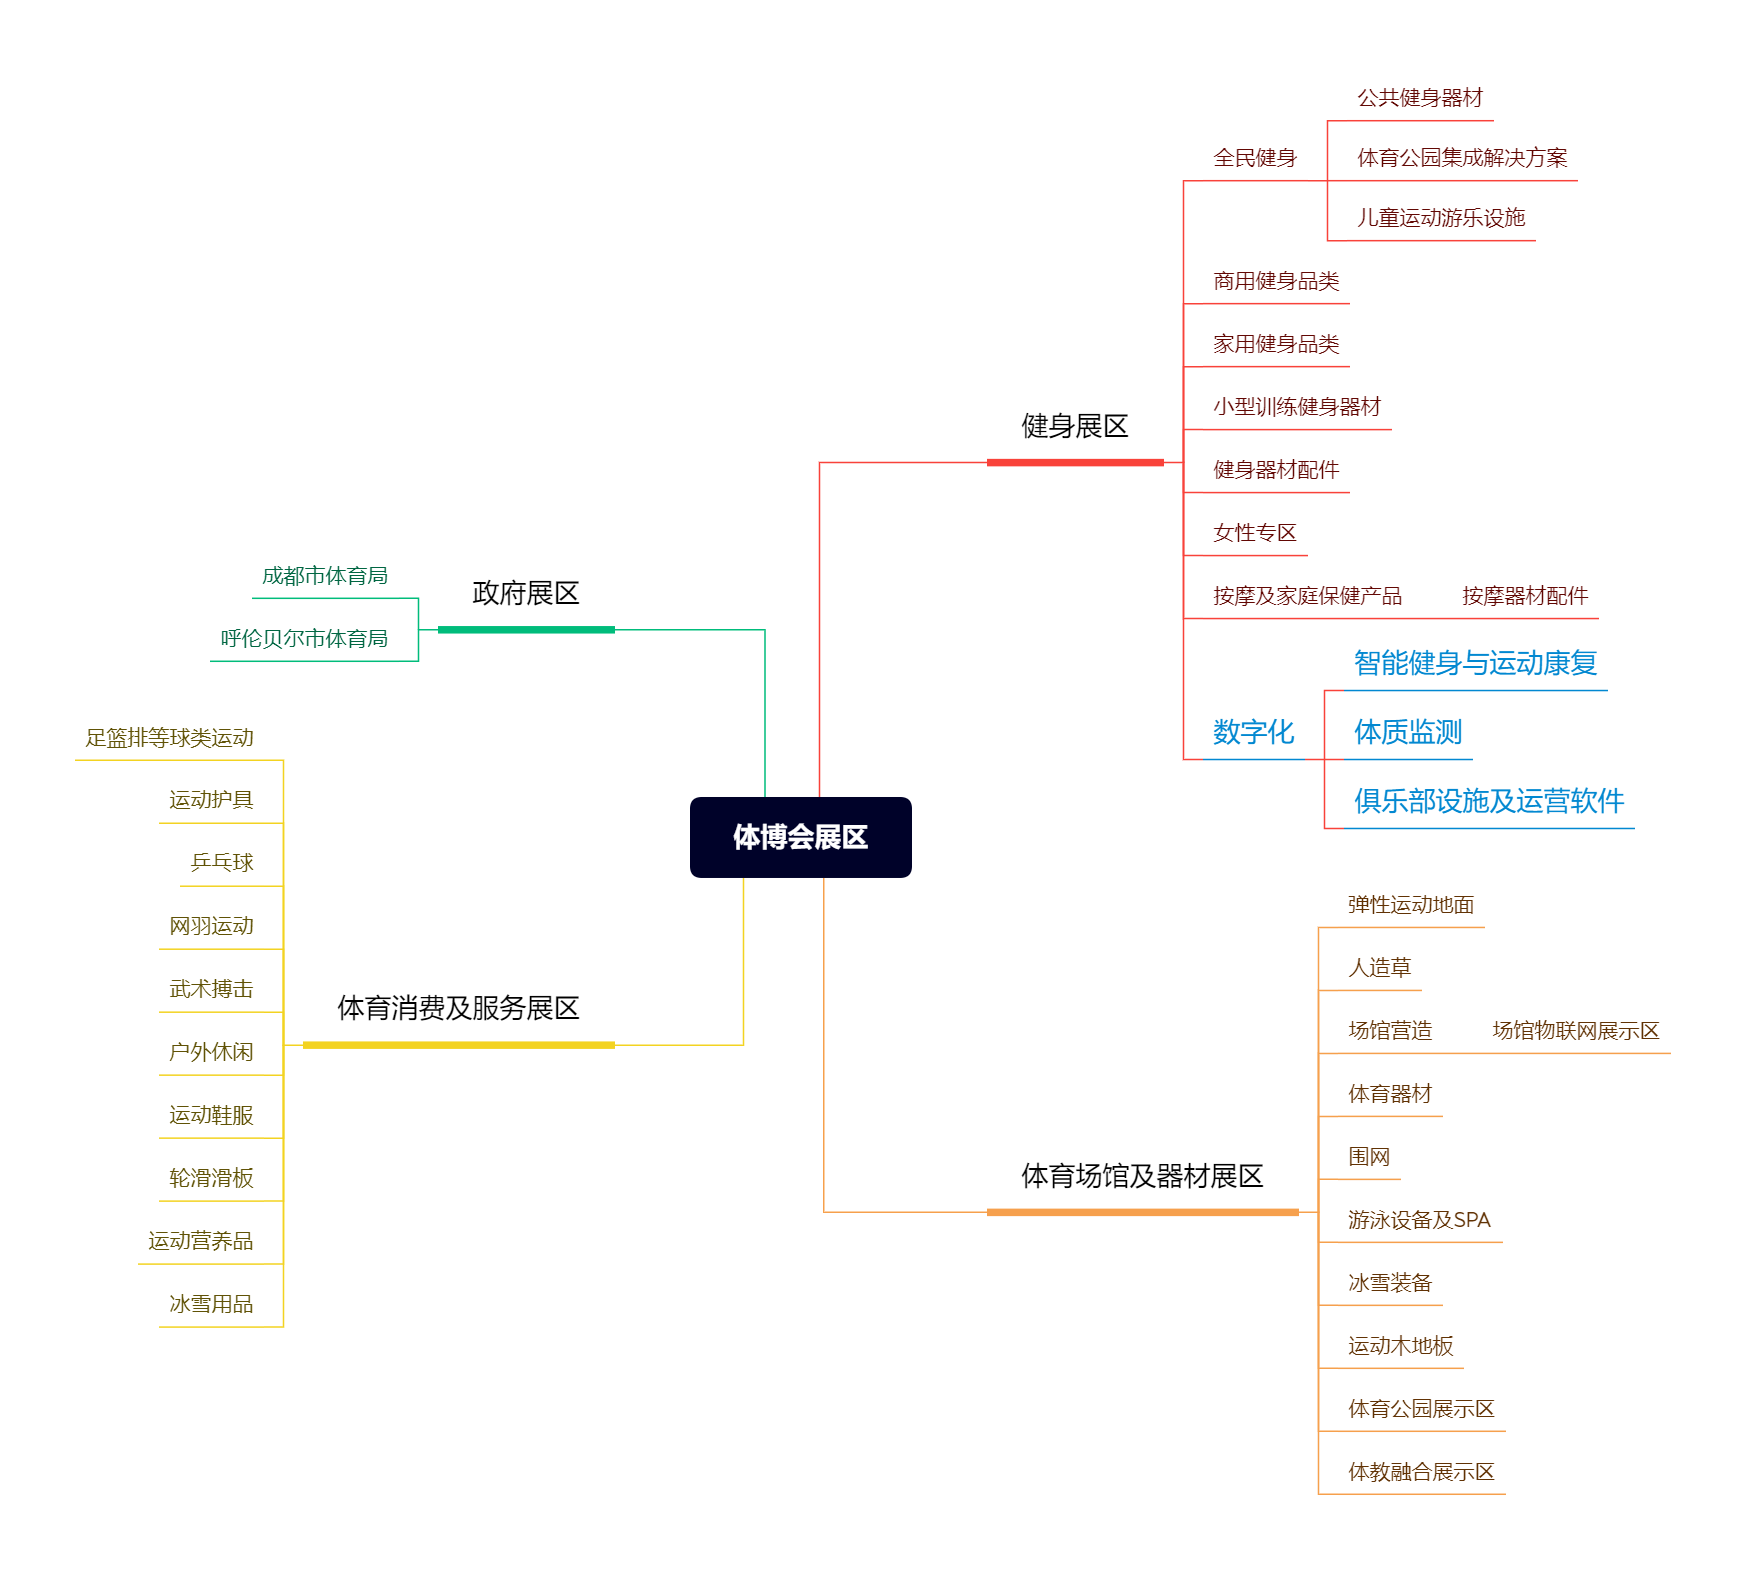 体博会展区
健身展区
全民健身
公共健身器材
体育公园集成解决方案
儿童运动游乐设施
商用健身品类
家用健身品类
小型训练健身器材
健身器材配件
女性专区
按摩及家庭保健产品
按摩器材配件
数字化
智能健身与运动康复
体质监测
俱乐部设施及运营软件
体育场馆及器材展区
弹性运动地面
人造草
场馆营造
场馆物联网展示区
体育器材
围网
游泳设备及SPA
冰雪装备
运动木地板
体育公园展示区
体教融合展示区
政府展区
成都市体育局
呼伦贝尔市体育局
体育消费及服务展区
足篮排等球类运动
运动护具
乒乓球
网羽运动
武术搏击
户外休闲
运动鞋服
轮滑滑板
运动营养品
冰雪用品